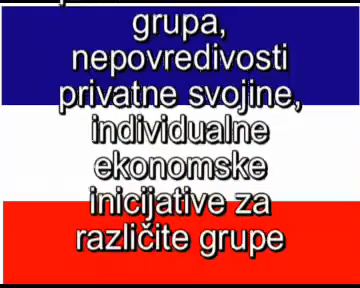 grupa,
nepovredivosti
privatne svojine,
individualne
ekonomske
inicijative za
različite grupe